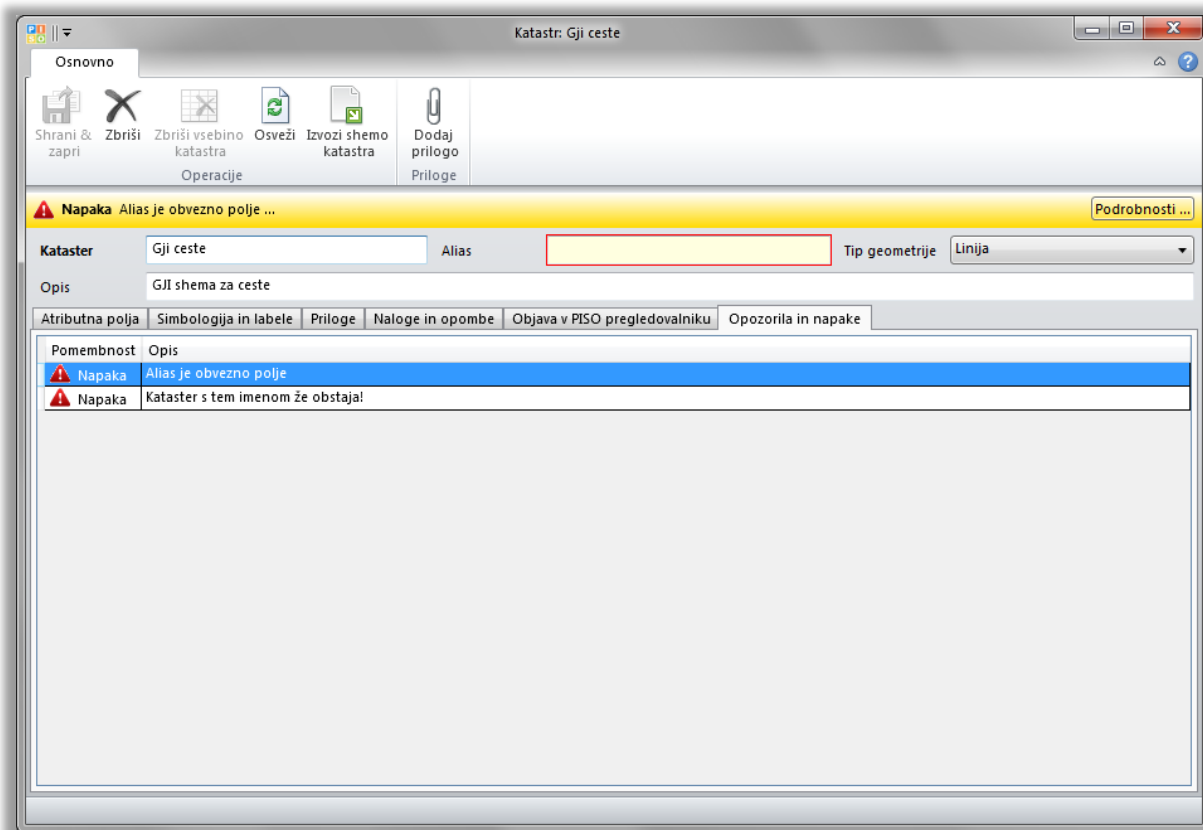 Katastr: Gji ceste
Osnovno
Shrani & zapri
Zbriši
Zbriši vsebino katastra
Osveži
Izvozi shemo katastra
Dodaj prilogo
Operacije
Priloge
Napaka Alias je obvezno polje ...
Podrobnosti ...
Kataster Gji ceste Alias Tip geometrije Linija
Opis GJI shema za ceste
Atributna polja Simbologija in labele Priloge Naloge in opombe Objava v PISO pregledovalniku Opozorila in napake
Pomembnost Opis
Napaka Alias je obvezno polje
Napaka Kataster s tem imenom že obstaja!